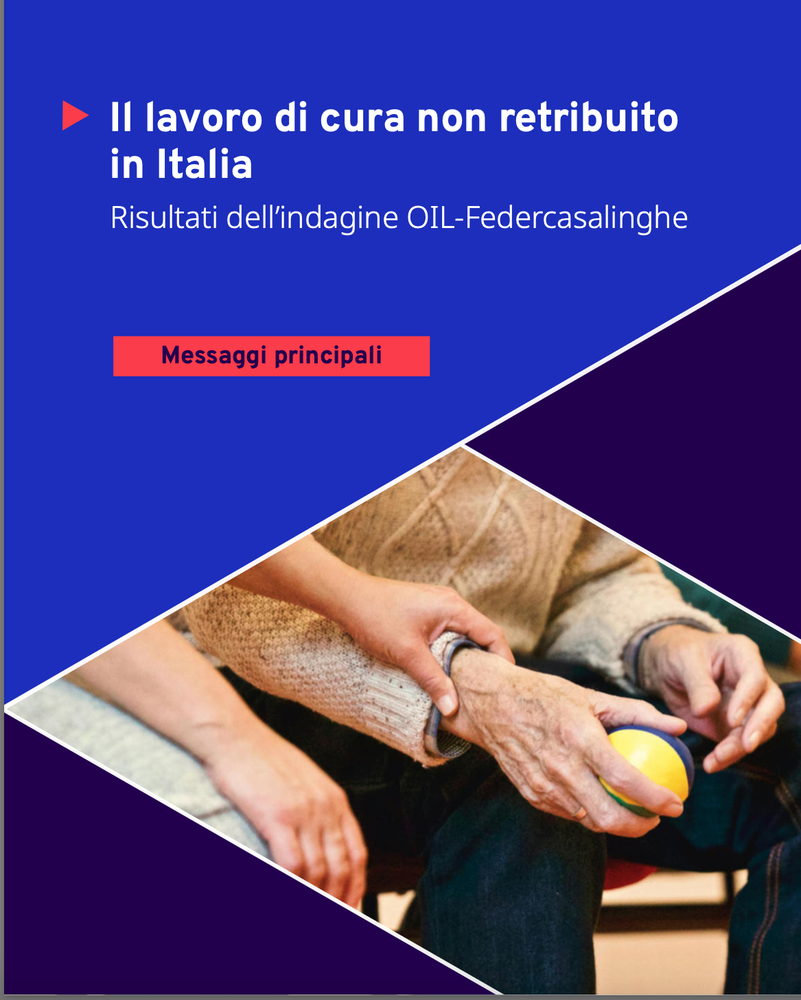 Il lavoro di cura non retribuito
in Italia
Risultati dell’indagine OIL-Federcasalinghe
Messaggi principali